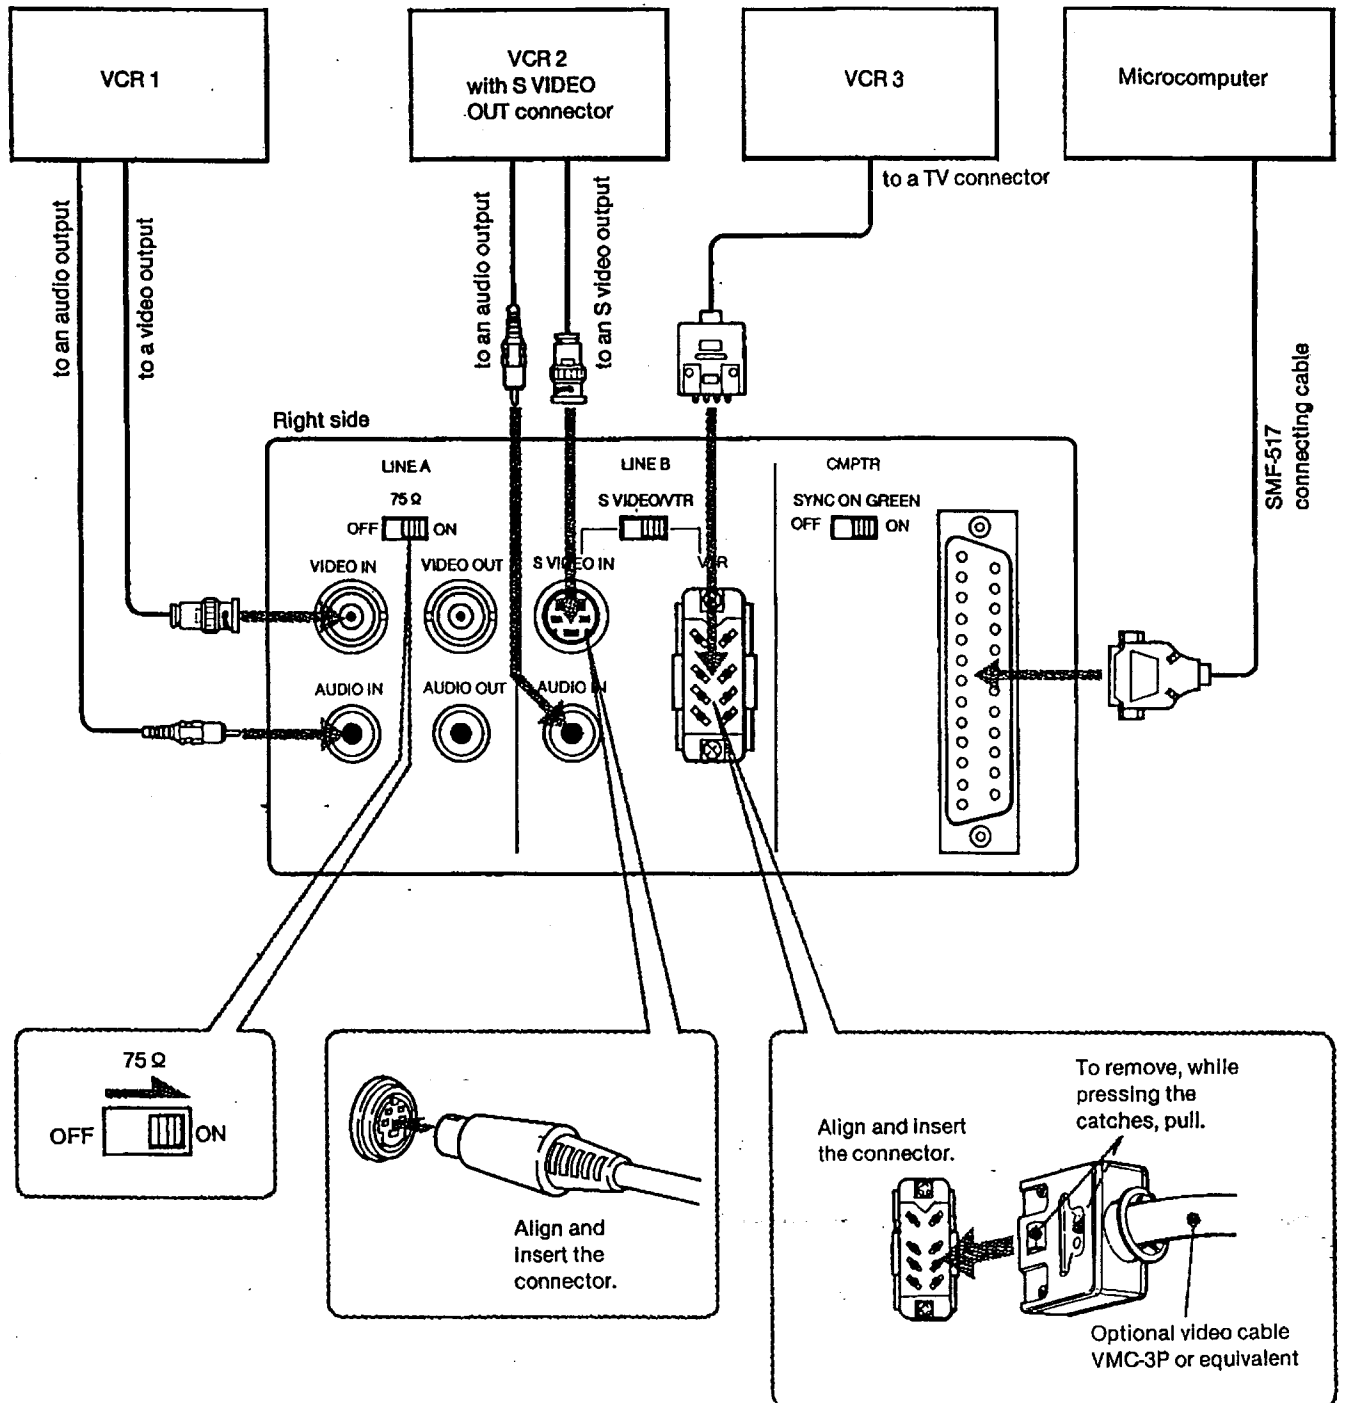 VCR 1
VCR 2
with S VIDEO
OUT connector
VCR 3
Microcomputer
to an audio output
to a video output
to an audio output
to an S video output
to a TV connector
SMF-517
connecting cable
Right side
LINE A
LINE B
CMPTR
75 Ω
OFF ON
S VIDEO/VTR
SYNC ON GREEN
OFF ON
VIDEO IN
VIDEO OUT
S VIDEO IN
VTR
AUDIO IN
AUDIO OUT
AUDIO IN
75 Ω
OFF ON
Align and
insert the
connector.
Align and insert
the connector.
To remove, while
pressing the
catches, pull.
Optional video cable
VMC-3P or equivalent